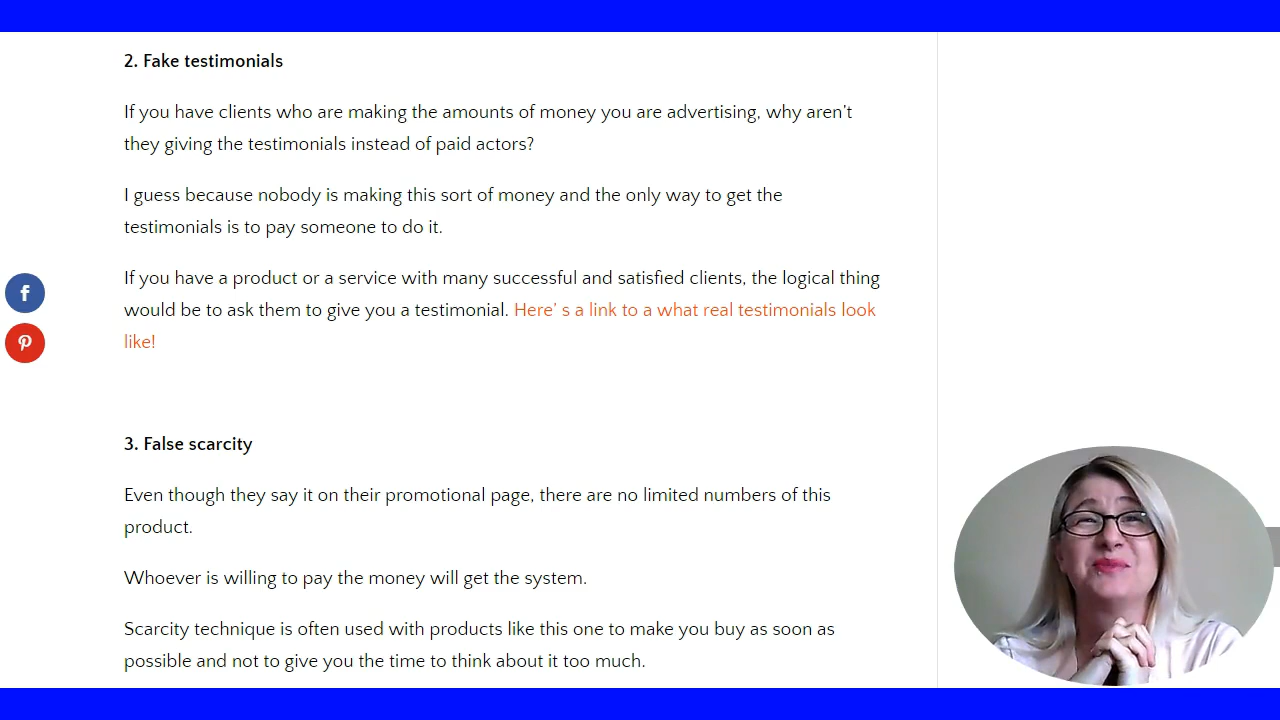 2. Fake testimonials
If you have clients who are making the amounts of money you are advertising, why aren't
they giving the testimonials instead of paid actors?
I guess because nobody is making this sort of money and the only way to get the
testimonials is to pay someone to do it.
If you have a product or a service with many successful and satisfied clients, the logical thing
would be to ask them to give you a testimonial. Here' s a link to a what real testimonials look
like!
3. False scarcity
Even though they say it on their promotional page, there are no limited numbers of this
product.
Whoever is willing to pay the money will get the system.
Scarcity technique is often used with products like this one to make you buy as soon as
possible and not to give you the time to think about it too much.